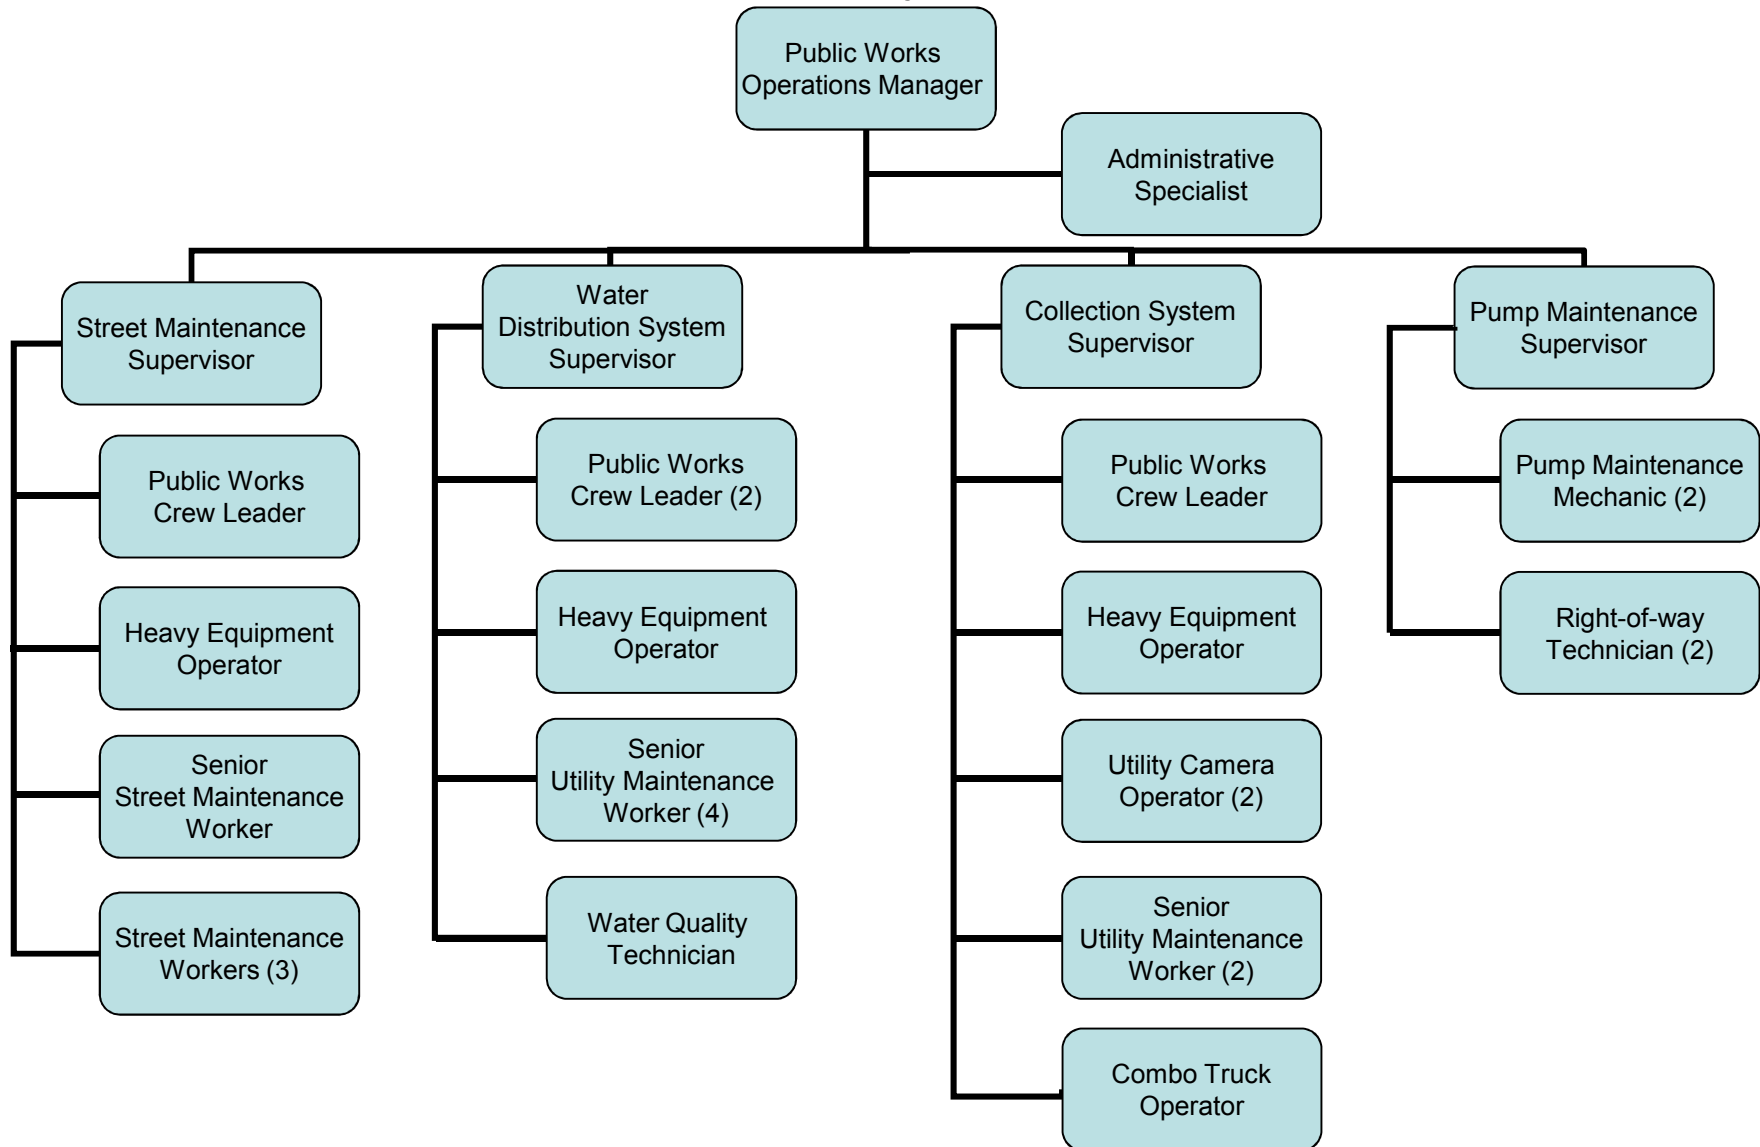 Public Works
Operations Manager
Administrative
Specialist
Street Maintenance
Supervisor
Water
Distribution System
Supervisor
Collection System
Supervisor
Pump Maintenance
Supervisor
Public Works
Crew Leader
Heavy Equipment
Operator
Senior
Street Maintenance
Worker
Street Maintenance
Workers (3)
Public Works
Crew Leader (2)
Heavy Equipment
Operator
Senior
Utility Maintenance
Worker (4)
Water Quality
Technician
Public Works
Crew Leader
Heavy Equipment
Operator
Utility Camera
Operator (2)
Senior
Utility Maintenance
Worker (2)
Combo Truck
Operator
Pump Maintenance
Mechanic (2)
Right-of-way
Technician (2)